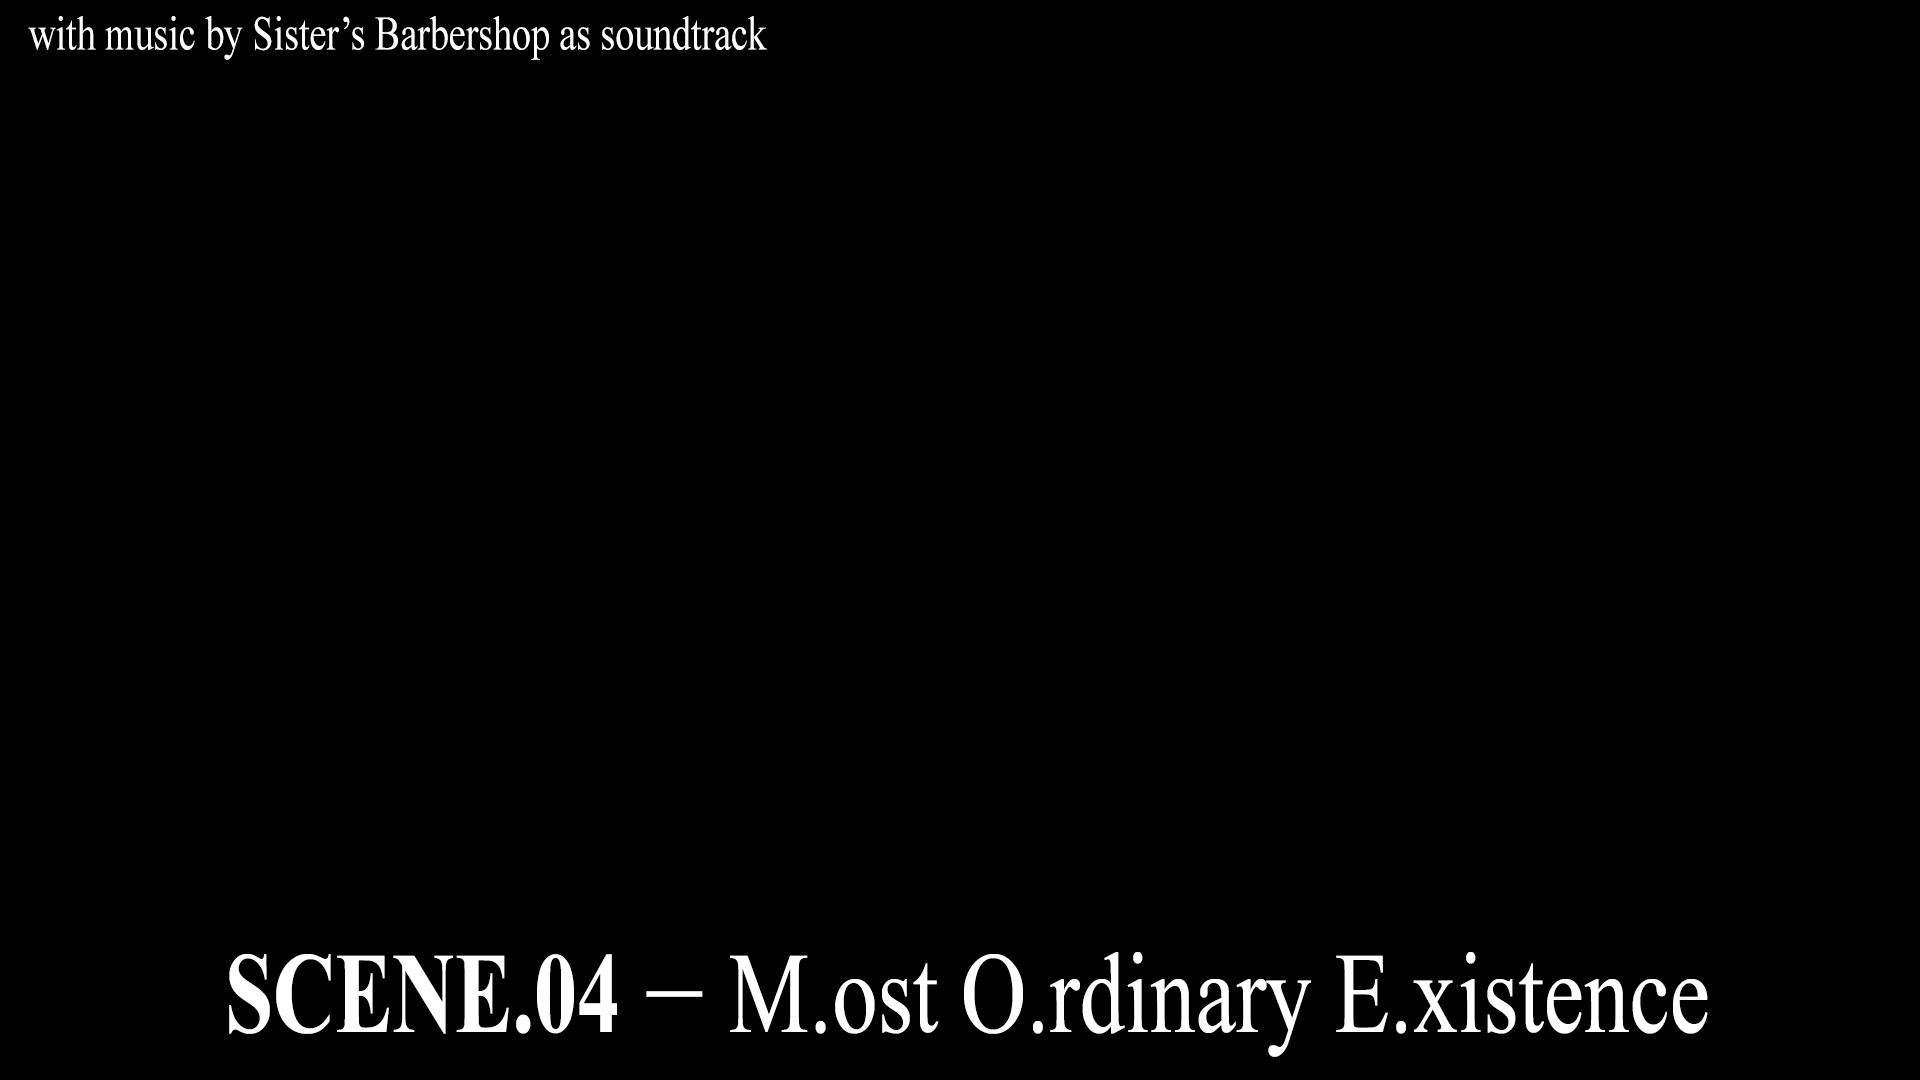 with music by Sister’s Barbershop as soundtrack
SCENE.04 – M.ost O.rdinary E.xistence